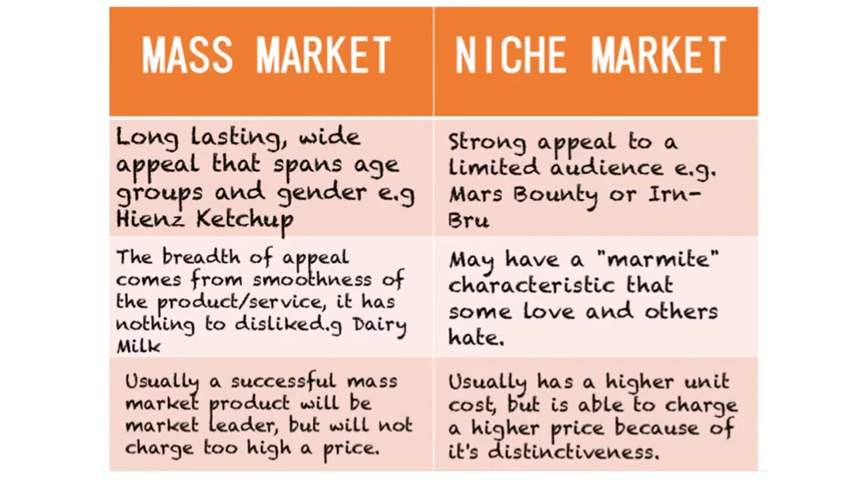 MASS MARKET
NICHE MARKET
Long lasting, wide
appeal that spans age
groups and gender e.g
Hienz Ketchup
Strong appeal to a
limited audience e.g.
Mars Bounty or Irn-
Bru
The breadth of appeal
comes from smoothness of
the product/service, it has
nothing to disliked.g Dairy
Milk
May have a "marmite"
characteristic that
some love and others
hate.
Usually a successful mass
market product will be
market leader, but will not
charge too high a price.
Usually has a higher unit
cost, but is able to charge
a higher price because of
it's distinctiveness.